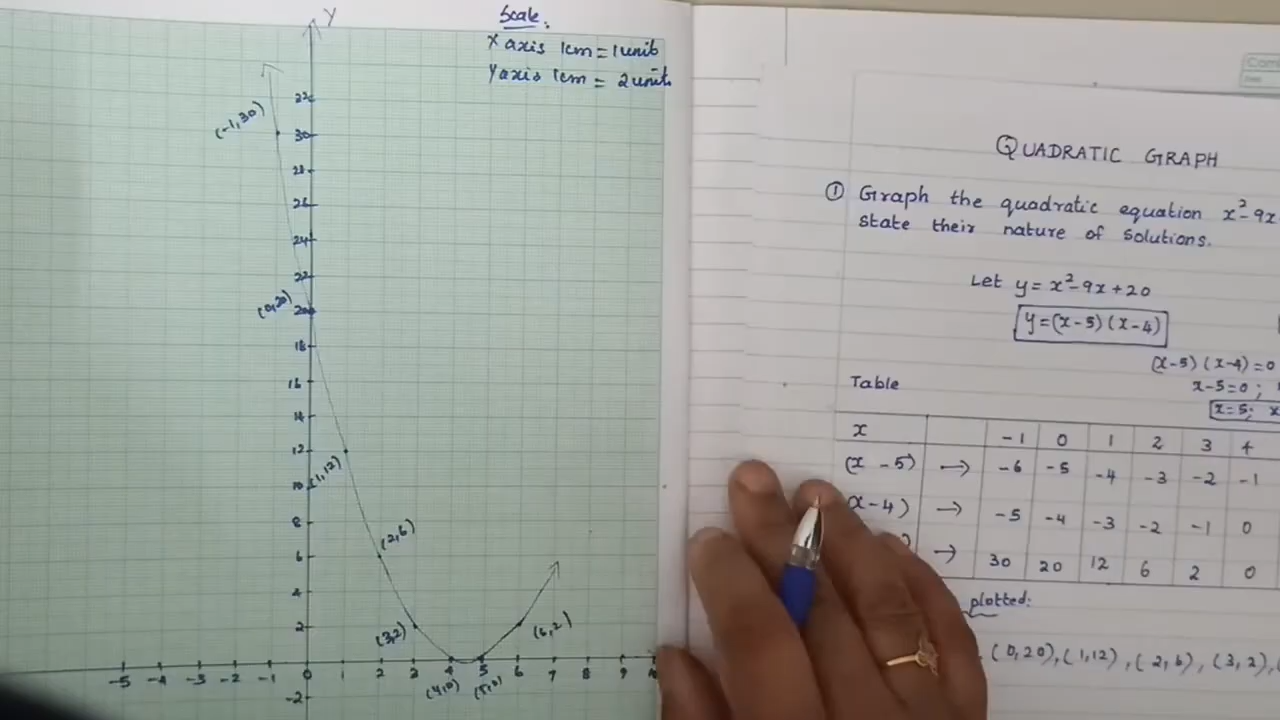 Y
Scale.
X axis 1cm = 1 unit
Y axis 1cm = 2 units
32
(-1,30)
30
28
26
24
22
(0,20)
20
18
16
14
12
(1,12)
10
8
(2,6)
6
4
2
(3,2)
(6,2)
-5 -4 -3 -2 -1 0 1 2 3 4 5 6 7 8 9 10
(4,0) (5,0)
-2
QUADRATIC GRAPH
① Graph the quadratic equation x²-9x
state their nature of solutions.
Let y = x²-9x+20
y=(x-5)(x-4)
(x-5)(x-4)=0
x-5=0;
x=5; x
Table
x -1 0 1 2 3 4
(x -5) → -6 -5 -4 -3 -2 -1
x-4) → -5 -4 -3 -2 -1 0
→ 30 20 12 6 2 0
plotted:
(0,20),(1,12),(2,6),(3,2),